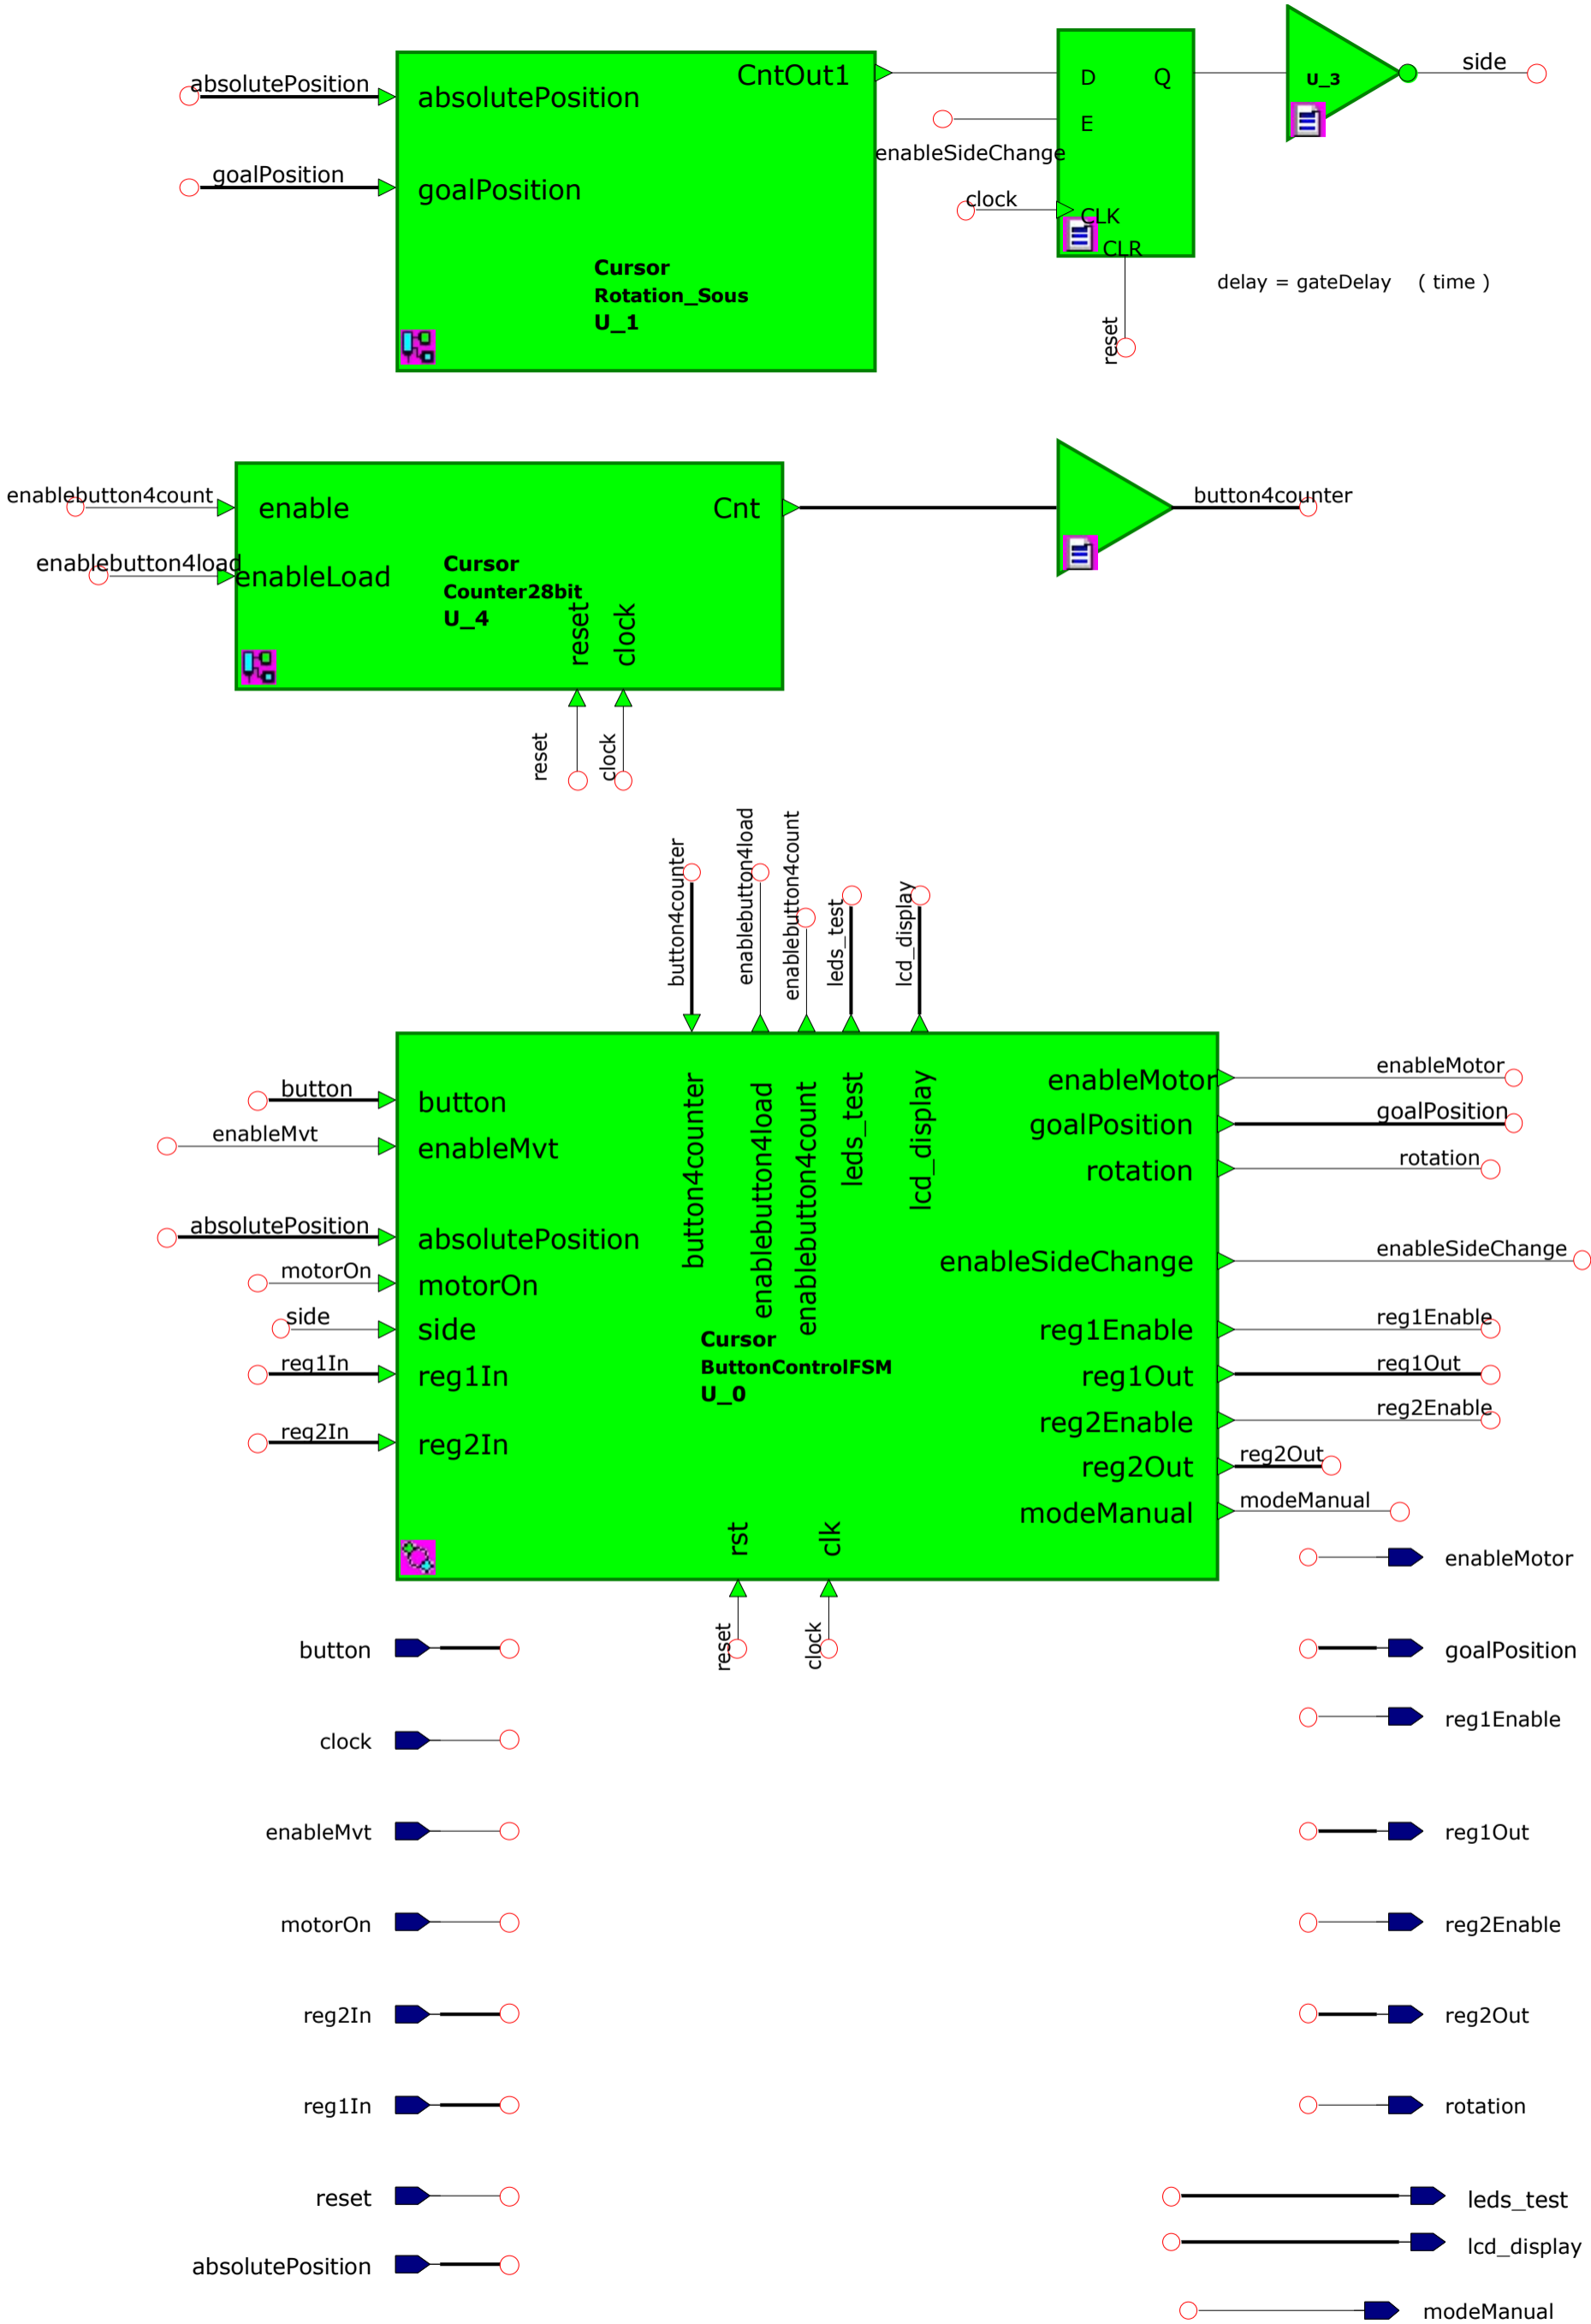 absolutePosition
absolutePosition
goalPosition
goalPosition
CntOut1
Cursor
Rotation_Sous
U_1
D
Q
E
enableSideChange
clock
CLK
CLR
reset
delay = gateDelay ( time )
U_3
side
enablebutton4count
enable
enablebutton4load
enableLoad
Cnt
Cursor
Counter28bit
U_4
reset
clock
reset
clock
button4counter
button4counter
enablebutton4load
enablebutton4count
leds_test
lcd_display
button
button
enableMvt
enableMvt
absolutePosition
absolutePosition
motorOn
motorOn
side
side
reg1In
reg1In
reg2In
reg2In
button4counter
enablebutton4load
enablebutton4count
leds_test
lcd_display
Cursor
ButtonControlFSM
U_0
rst
clk
reset
clock
enableMotor
enableMotor
goalPosition
goalPosition
rotation
rotation
enableSideChange
enableSideChange
reg1Enable
reg1Enable
reg1Out
reg1Out
reg2Enable
reg2Enable
reg2Out
reg2Out
modeManual
modeManual
button
clock
enableMvt
motorOn
reg2In
reg1In
reset
absolutePosition
enableMotor
goalPosition
reg1Enable
reg1Out
reg2Enable
reg2Out
rotation
leds_test
lcd_display
modeManual